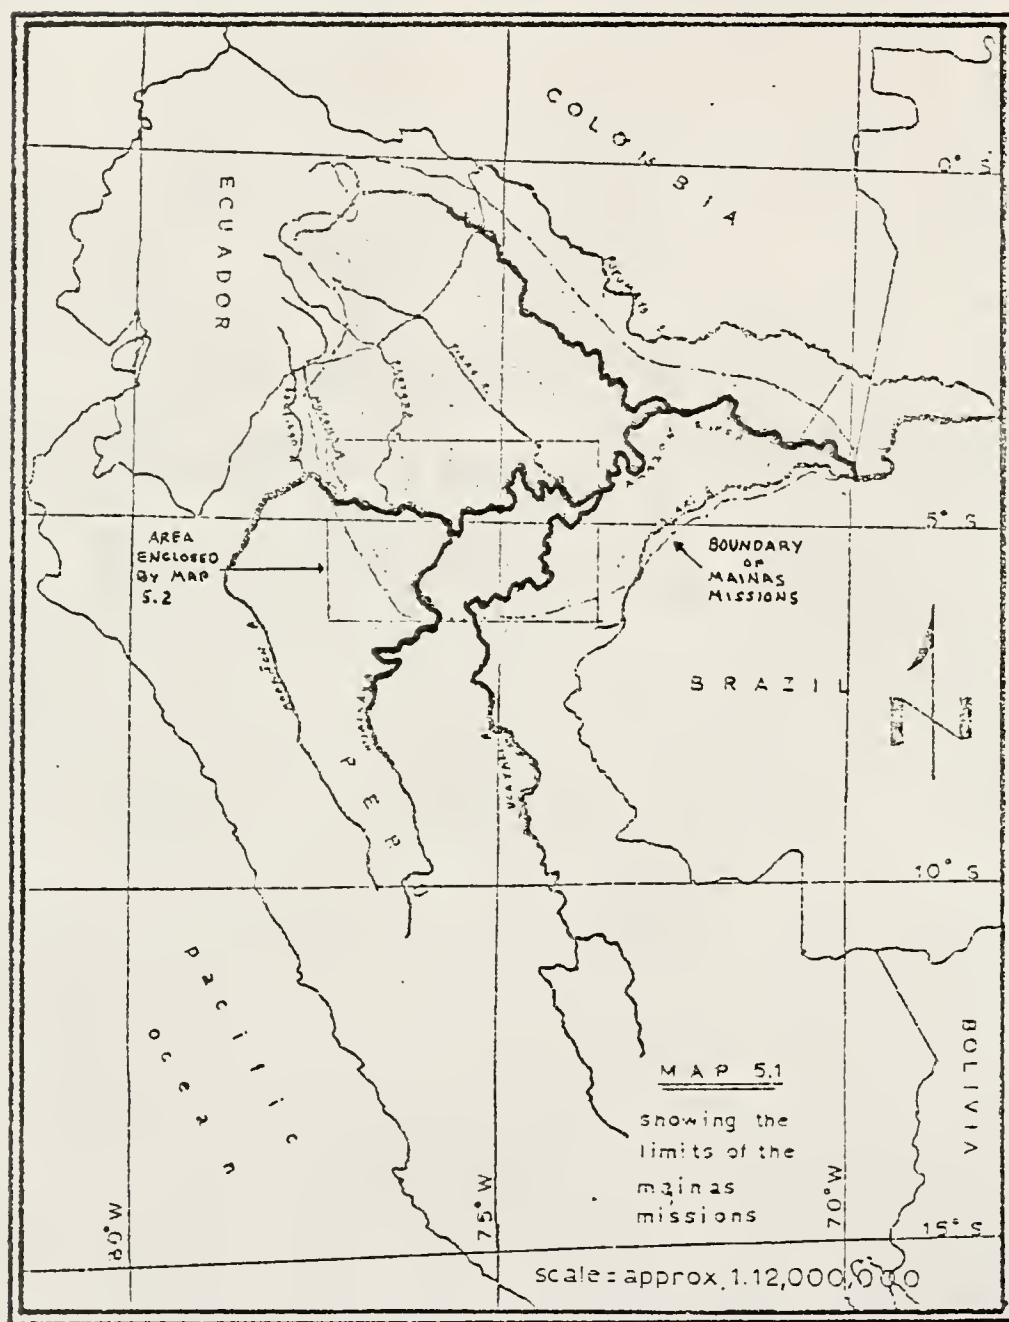 COLOMBIA
0° S
ECUADOR
TIGRE R.
5° S
AREA
ENCLOSED
BY MAP
5.2
BOUNDARY
OF
MAINAS
MISSIONS
BRAZIL
N
PERU
10° S
pacific
ocean
BOLIVIA
MAP 5.1
showing the
limits of the
mainas
missions
80°W
75°W
70°W
15° S
scale=approx 1.12,000,000